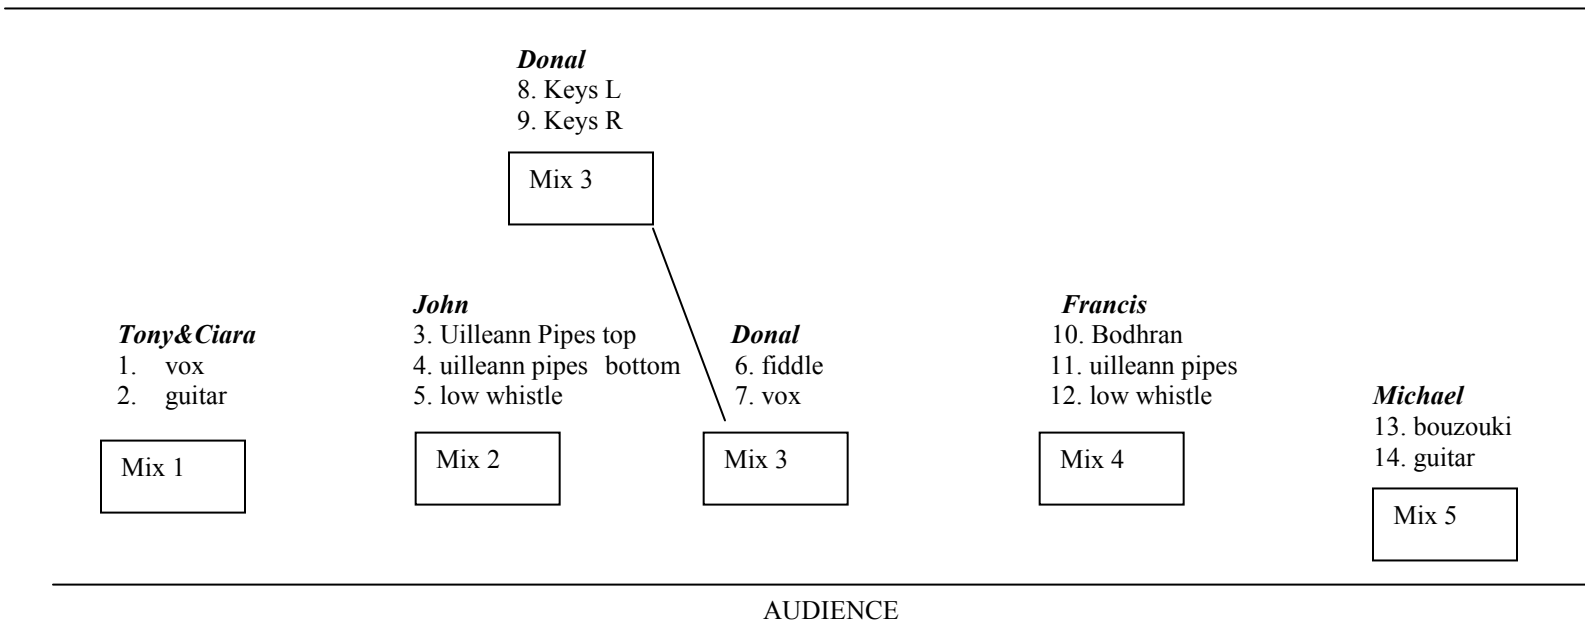 Donal
8. Keys L
9. Keys R
Mix 3
Tony&Ciara
1. vox
2. guitar
Mix 1
John
3. Uilleann Pipes top
4. uilleann pipes bottom
5. low whistle
Mix 2
Donal
6. fiddle
7. vox
Mix 3
Francis
10. Bodhran
11. uilleann pipes
12. low whistle
Mix 4
Michael
13. bouzouki
14. guitar
Mix 5
AUDIENCE